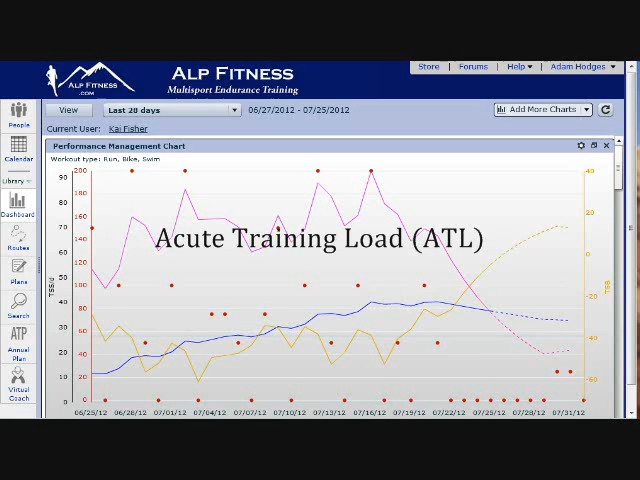 Store | Forums | Help | Adam Hodges
ALP FITNESS
.COM
ALP FITNESS
Multisport Endurance Training
View
Last 28 days
06/27/2012 - 07/25/2012
Add More Charts
Current User: Kai Fisher
People
Calendar
Library
Dashboard
Routes
Plans
Search
ATP
Annual
Plan
Virtual
Coach
Performance Management Chart
Workout type: Run, Bike, Swim
Acute Training Load (ATL)
TSS/d
90
80
70
60
50
40
30
20
10
0
200
180
160
140
120
100
80
60
40
20
0
40
20
0
-20
-40
-60
TSB
06/25/12 06/28/12 07/01/12 07/04/12 07/07/12 07/10/12 07/13/12 07/16/12 07/19/12 07/22/12 07/25/12 07/28/12 07/31/12